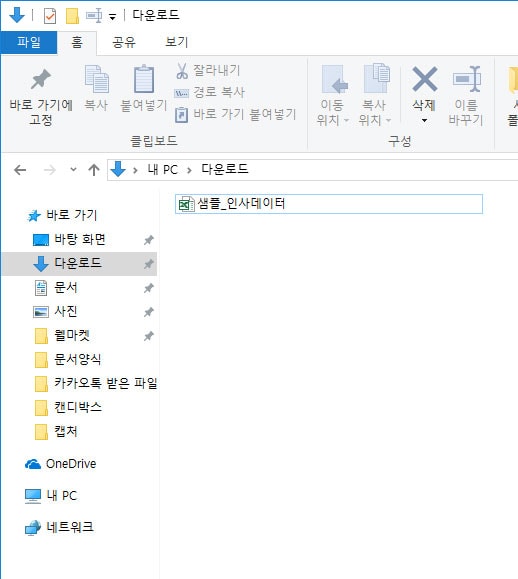 다운로드
파일 홈 공유 보기
바로 가기에
고정
복사
붙여넣기
잘라내기
경로 복사
바로 가기 붙여넣기
클립보드
이동
위치
복사
위치
삭제
이름
바꾸기
구성
내 PC 다운로드
바로 가기
바탕 화면
다운로드
문서
사진
월마켓
문서양식
카카오톡 받은 파일
캔디박스
캡처
OneDrive
내 PC
네트워크
샘플_인사데이터